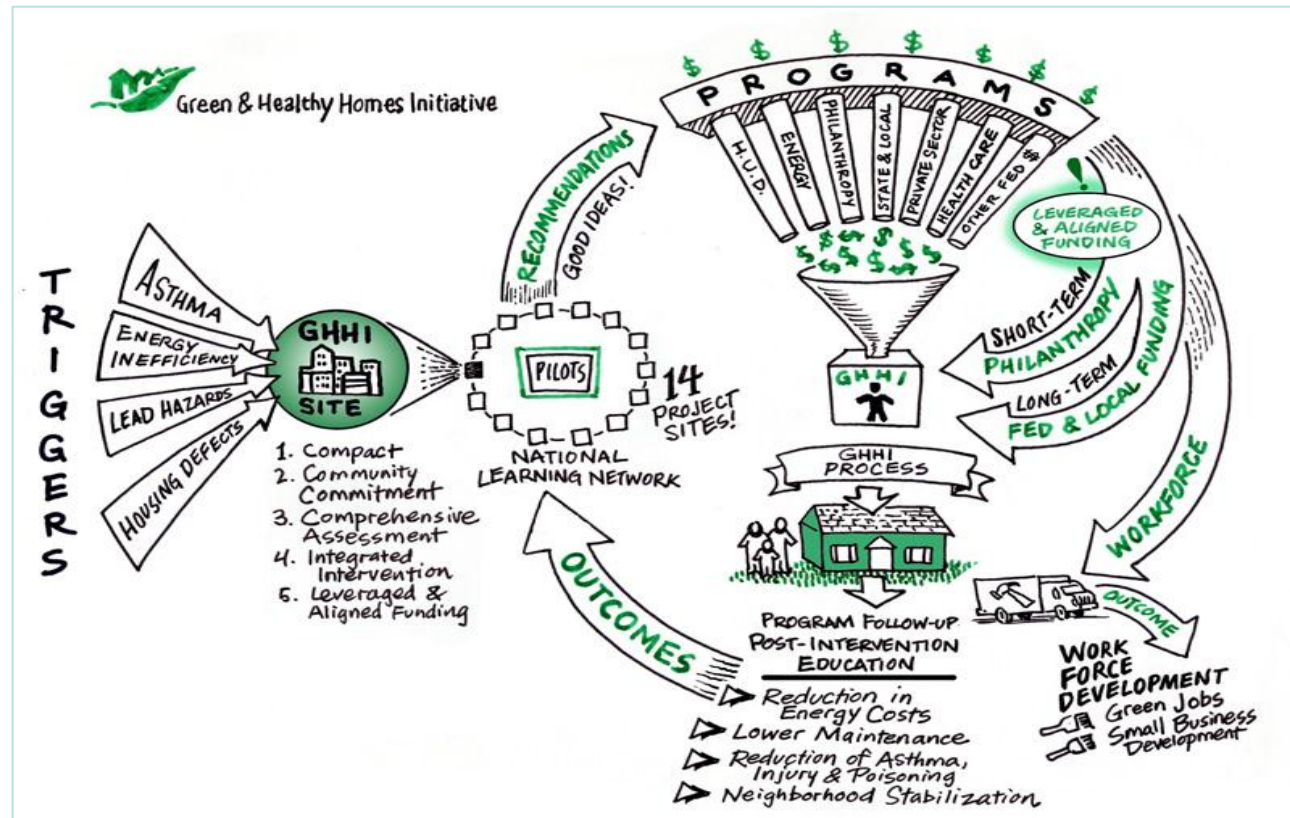 Green & Healthy Homes Initiative
TRIGGERS
ASTHMA
ENERGY
INEFFICIENCY
LEAD HAZARDS
HOUSING DEFECTS
GHHI
SITE
1. Compact
2. Community
Commitment
3. Comprehensive
Assessment
4. Integrated
Intervention
5. Leveraged &
Aligned Funding
PILOTS
14
PROJECT
SITES!
NATIONAL
LEARNING NETWORK
RECOMMENDATIONS
GOOD IDEAS!
$ $ $ $ $ $ $
PROGRAMS
H.U.D.
ENERGY
PHILANTHROPY
STATE & LOCAL
PRIVATE SECTOR
HEALTH CARE
OTHER FED $
!
LEVERAGED
& ALIGNED
FUNDING
$ $ $ $ $ $ $ $ $ $ $
SHORT-TERM
PHILANTHROPY
LONG-TERM
FED & LOCAL FUNDING
WORKFORCE
GHHI
GHHI
PROCESS
OUTCOME
WORK
FORCE
DEVELOPMENT
Green Jobs
Small Business
Development
PROGRAM FOLLOW-UP
POST-INTERVENTION
EDUCATION
Reduction in
Energy Costs
Lower Maintenance
Reduction of Asthma,
Injury & Poisoning
Neighborhood Stabilization
OUTCOMES